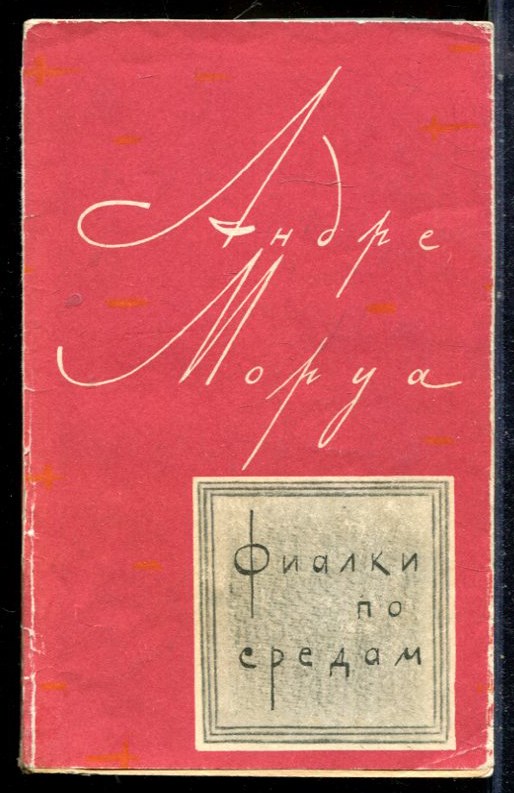 Андре
Моруа
Фиалки
по
средам